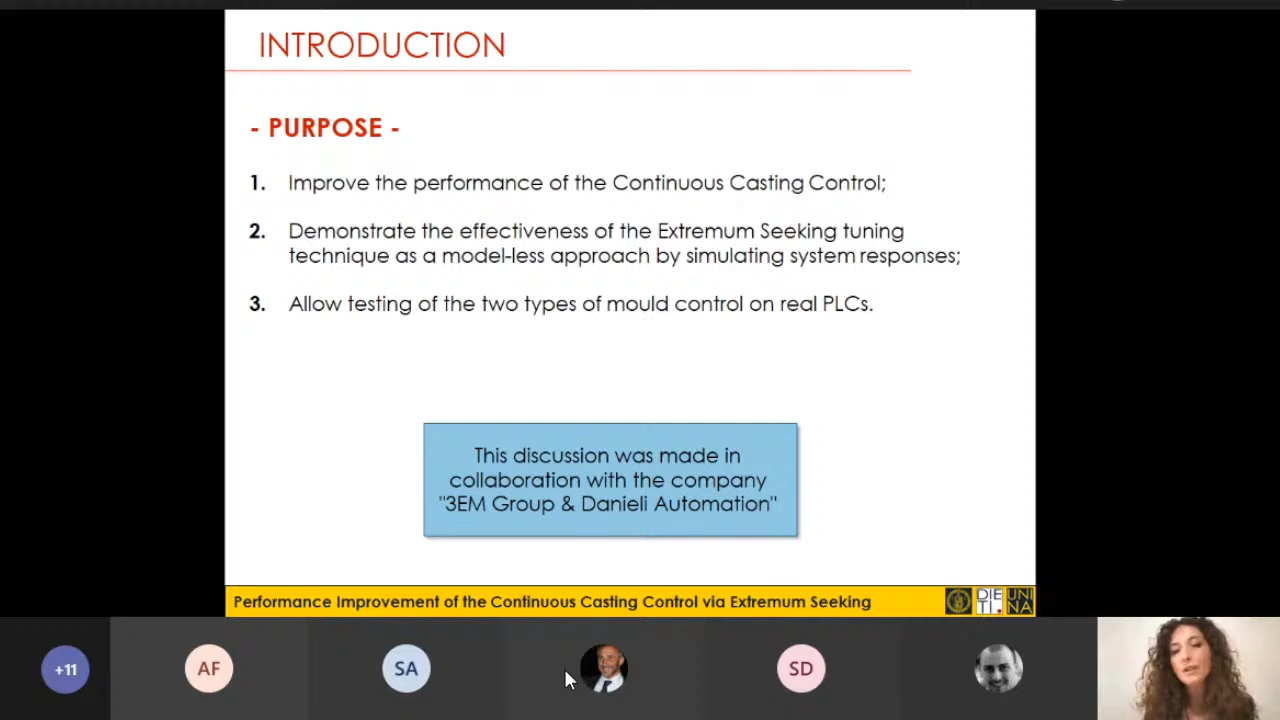 INTRODUCTION
- PURPOSE -
1. Improve the performance of the Continuous Casting Control;
2. Demonstrate the effectiveness of the Extremum Seeking tuning
technique as a model-less approach by simulating system responses;
3. Allow testing of the two types of mould control on real PLCs.
This discussion was made in
collaboration with the company
"3EM Group & Danieli Automation"
Performance Improvement of the Continuous Casting Control via Extremum Seeking
DIE
TI.
UNI
NA
+11
AF
SA
SD